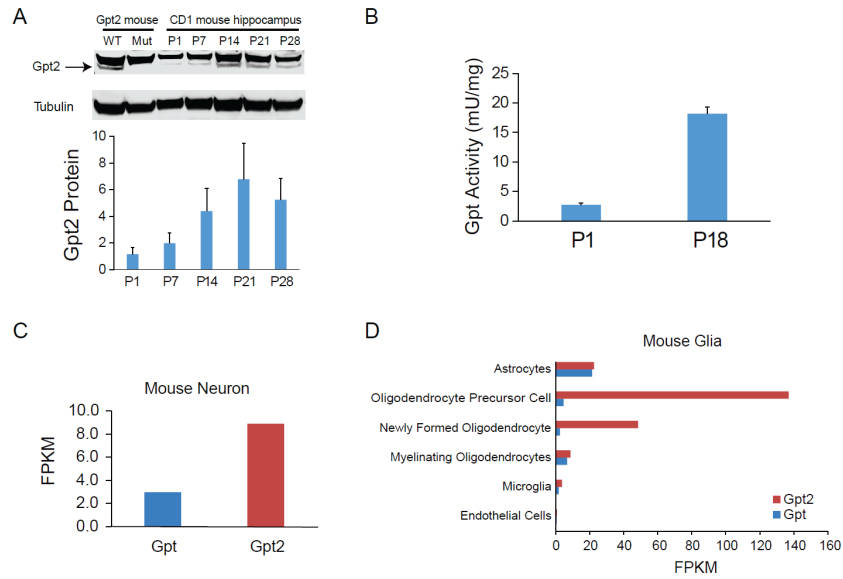 A
Gpt2 mouse CD1 mouse hippocampus
WT Mut P1 P7 P14 P21 P28
Gpt2
Tubulin
Gpt2 Protein
10
8
6
4
2
0
P1 P7 P14 P21 P28
B
Gpt Activity (mU/mg)
25
20
15
10
5
0
P1 P18
C
Mouse Neuron
FPKM
10.0
8.0
6.0
4.0
2.0
0.0
Gpt Gpt2
D
Mouse Glia
Astrocytes
Oligodendrocyte Precursor Cell
Newly Formed Oligodendrocyte
Myelinating Oligodendrocytes
Microglia
Endothelial Cells
Gpt2
Gpt
0 20 40 60 80 100 120 140 160
FPKM